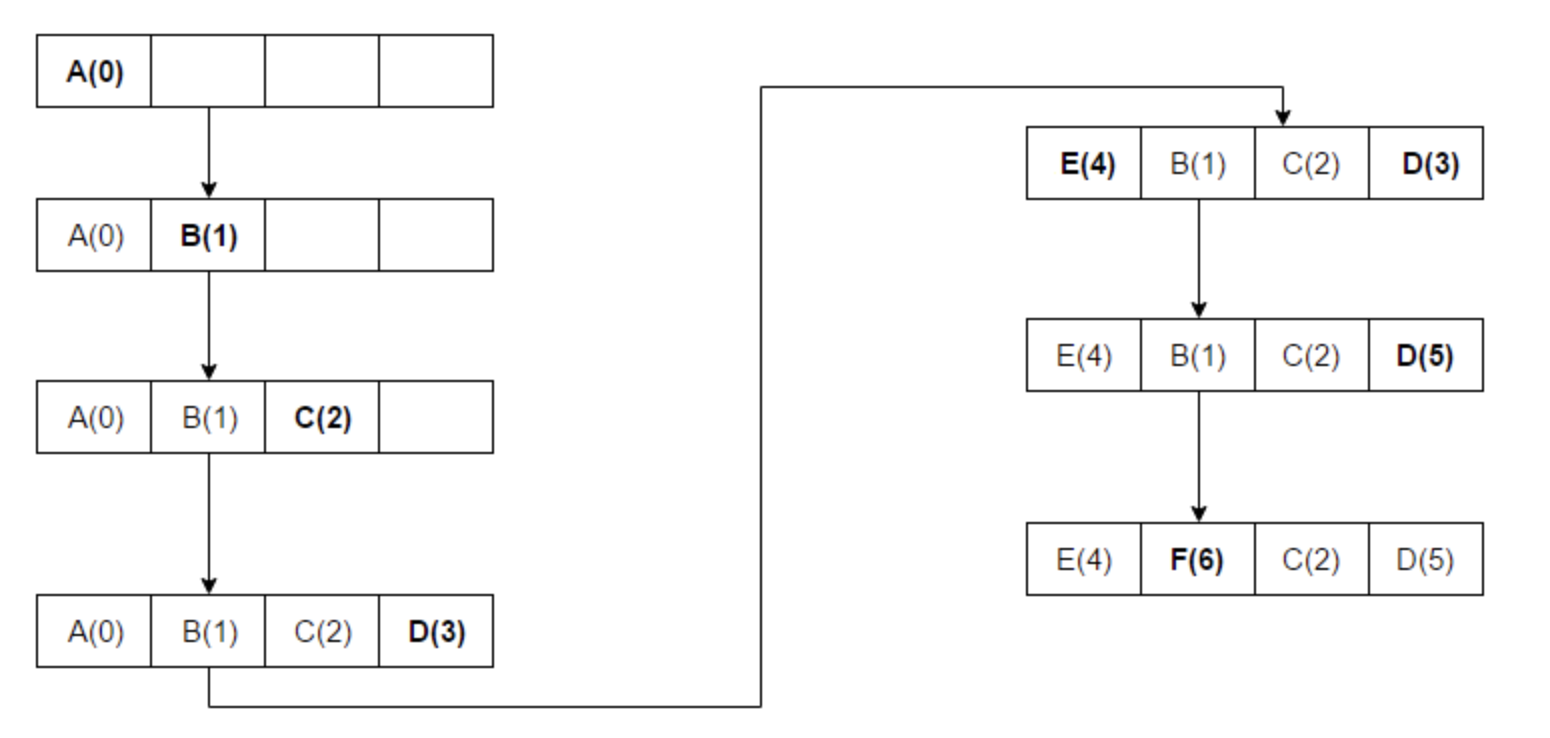 A(0)
A(0) B(1)
A(0) B(1) C(2)
A(0) B(1) C(2) D(3)
E(4) B(1) C(2) D(3)
E(4) B(1) C(2) D(5)
E(4) F(6) C(2) D(5)